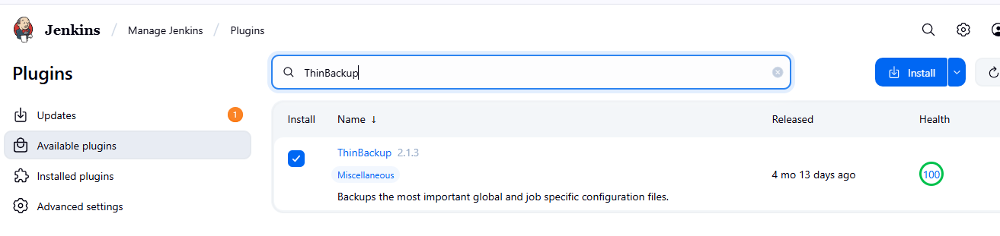 Jenkins / Manage Jenkins / Plugins
Plugins
ThinBackup
Install
Updates 1
Available plugins
Installed plugins
Advanced settings
Install Name ↓ Released Health
ThinBackup 2.1.3
Miscellaneous
4 mo 13 days ago
100
Backups the most important global and job specific configuration files.